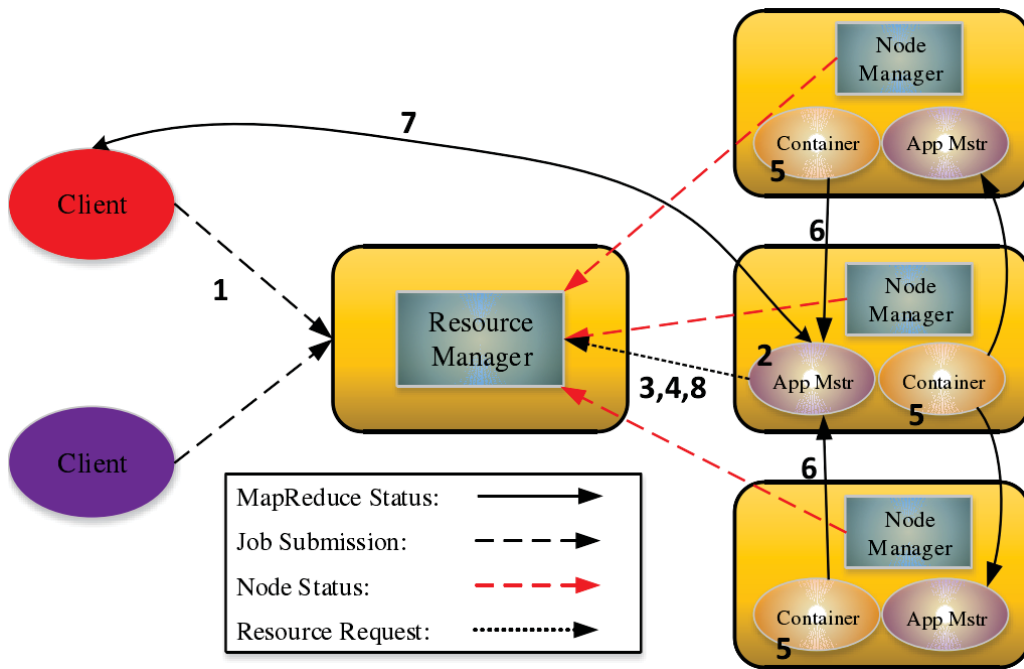 Node
Manager
Container
App Mstr
5
7
Client
6
1
Resource
Manager
Node
Manager
2
App Mstr
Container
5
3,4,8
Client
6
MapReduce Status:
Job Submission:
Node Status:
Resource Request:
Node
Manager
Container
App Mstr
5